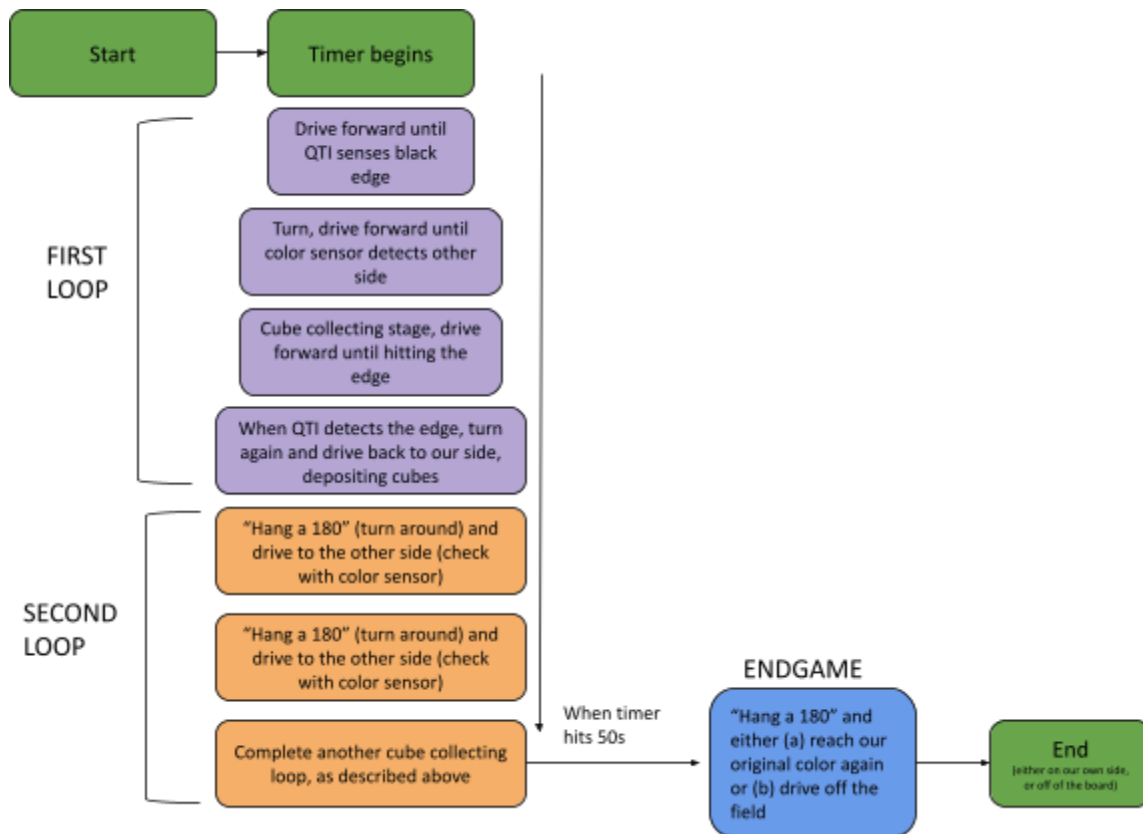 Start
Timer begins
FIRST
LOOP
Drive forward until
QTI senses black
edge
Turn, drive forward until
color sensor detects other
side
Cube collecting stage, drive
forward until hitting the
edge
When QTI detects the edge, turn
again and drive back to our side,
depositing cubes
SECOND
LOOP
“Hang a 180” (turn around) and
drive to the other side (check
with color sensor)
“Hang a 180” (turn around) and
drive to the other side (check
with color sensor)
Complete another cube collecting
loop, as described above
When timer
hits 50s
ENDGAME
“Hang a 180” and
either (a) reach our
original color again
or (b) drive off the
field
End
(either on our own side,
or off of the board)